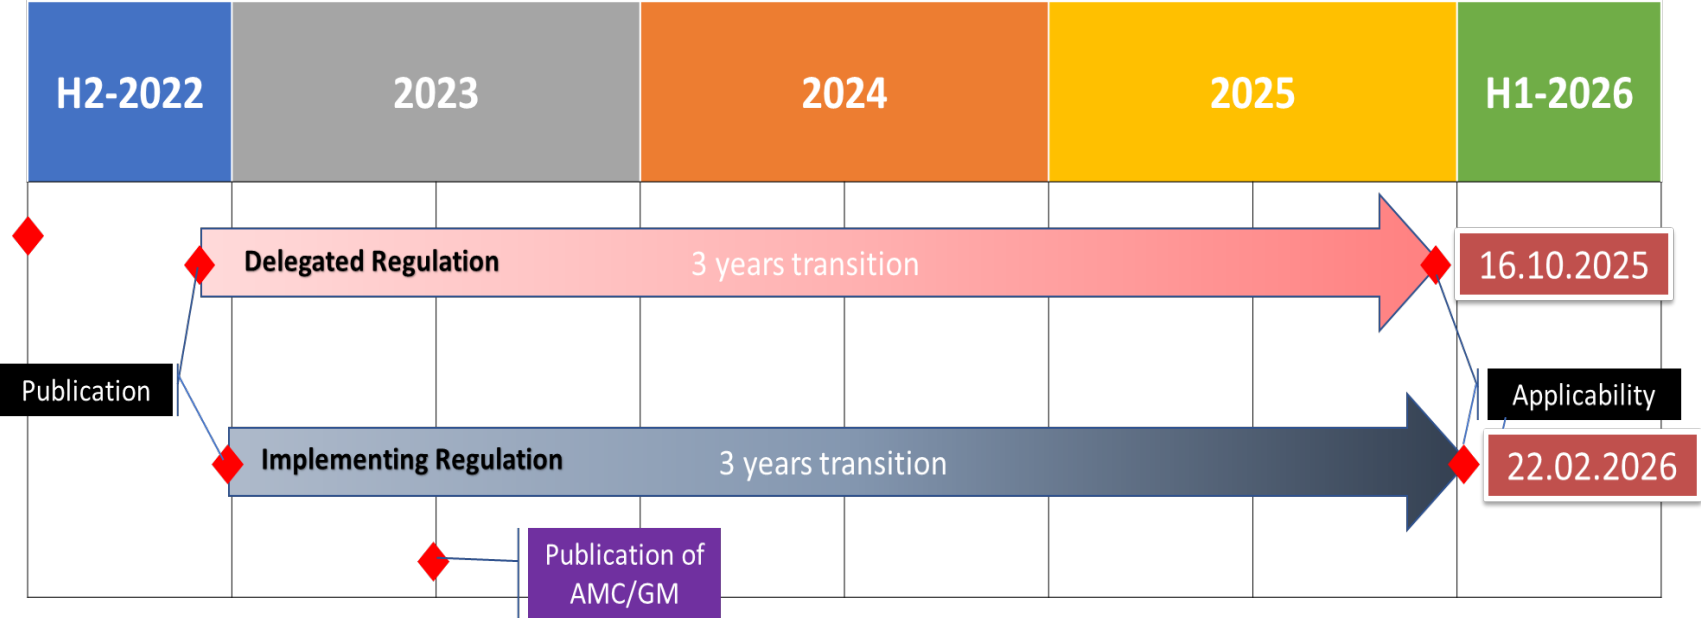 H2-2022
2023
2024
2025
H1-2026
Delegated Regulation
3 years transition
16.10.2025
Publication
Applicability
Implementing Regulation
3 years transition
22.02.2026
Publication of
AMC/GM